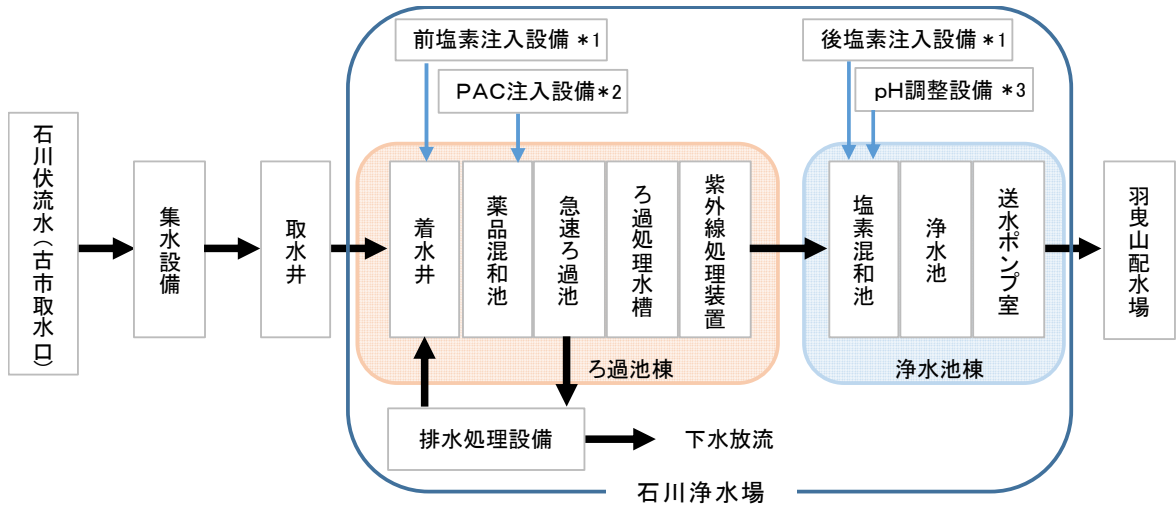 前塩素注入設備 *1
PAC注入設備*2
後塩素注入設備*1
pH調整設備 *3
石川伏流水(古市取水口)
集水設備
取水井
着水井
薬品混和池
急速ろ過池
ろ過処理水槽
紫外線処理装置
塩素混和池
浄水池
送水ポンプ室
羽曳山配水場
ろ過池棟
浄水池棟
排水処理設備
下水放流
石川浄水場